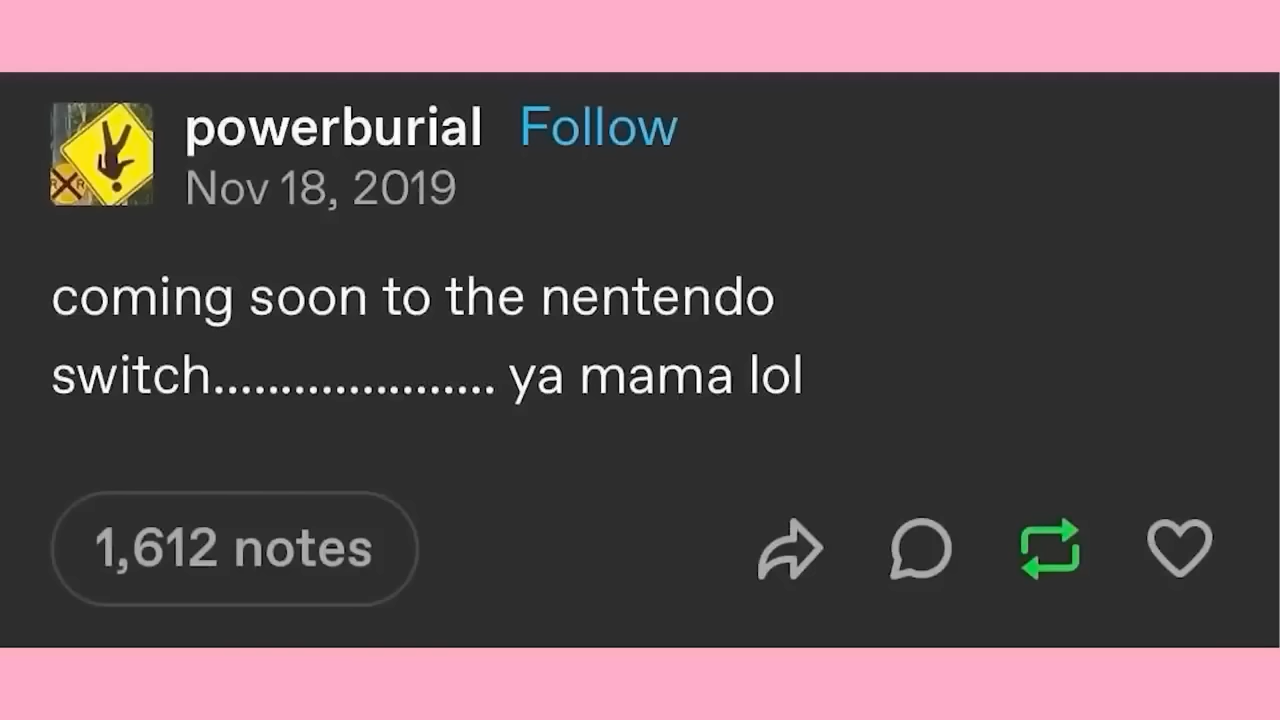 powerburial Follow
Nov 18, 2019
coming soon to the nentendo
switch..................... ya mama lol
1,612 notes